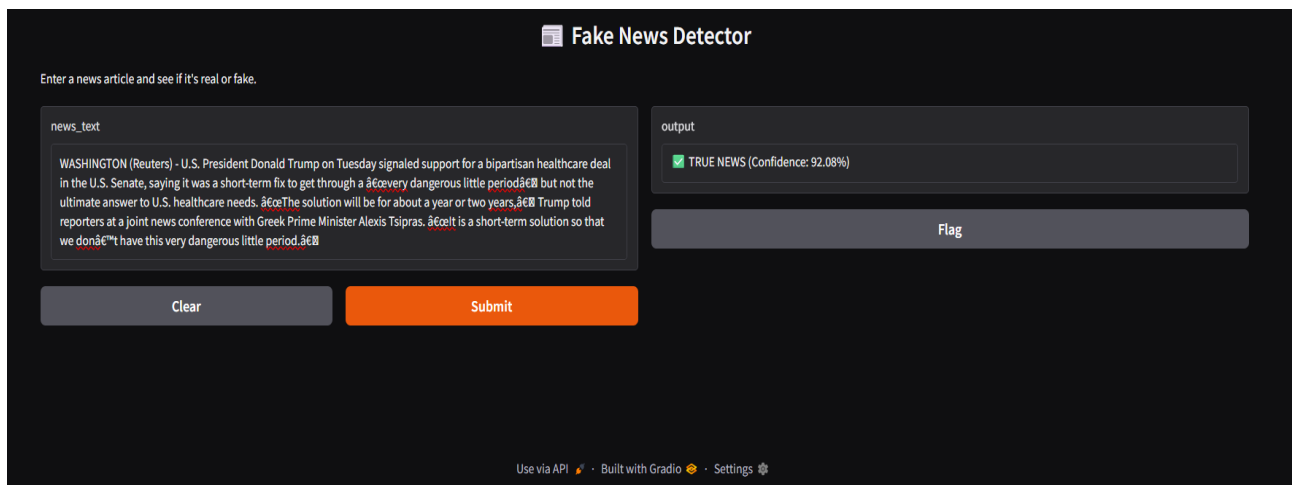 📰 Fake News Detector
Enter a news article and see if it's real or fake.
news_text
WASHINGTON (Reuters) - U.S. President Donald Trump on Tuesday signaled support for a bipartisan healthcare deal
in the U.S. Senate, saying it was a short-term fix to get through a “very dangerous little periodâ€� but not the
ultimate answer to U.S. healthcare needs. “The solution will be for about a year or two years,â€� Trump told
reporters at a joint news conference with Greek Prime Minister Alexis Tsipras. “It is a short-term solution so that
we don’t have this very dangerous little period.â€�
Clear
Submit
output
✅ TRUE NEWS (Confidence: 92.08%)
Flag
Use via API 🚀 · Built with Gradio · Settings ⚙